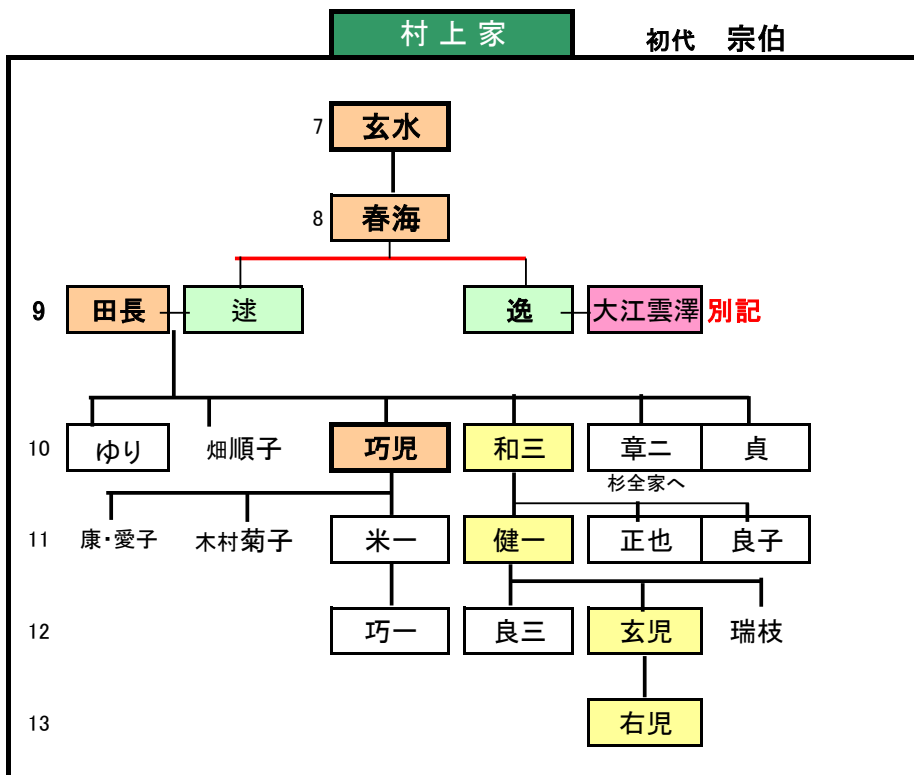 村上家
初代 宗伯
7 玄水
8 春海
9 田長 逑 逸 大江雲澤 別記
10 ゆり 畑順子 巧児 和三 章二 貞
杉全家へ
11 康・愛子 木村菊子 米一 健一 正也 良子
12 巧一 良三 玄児 瑞枝
13 右児